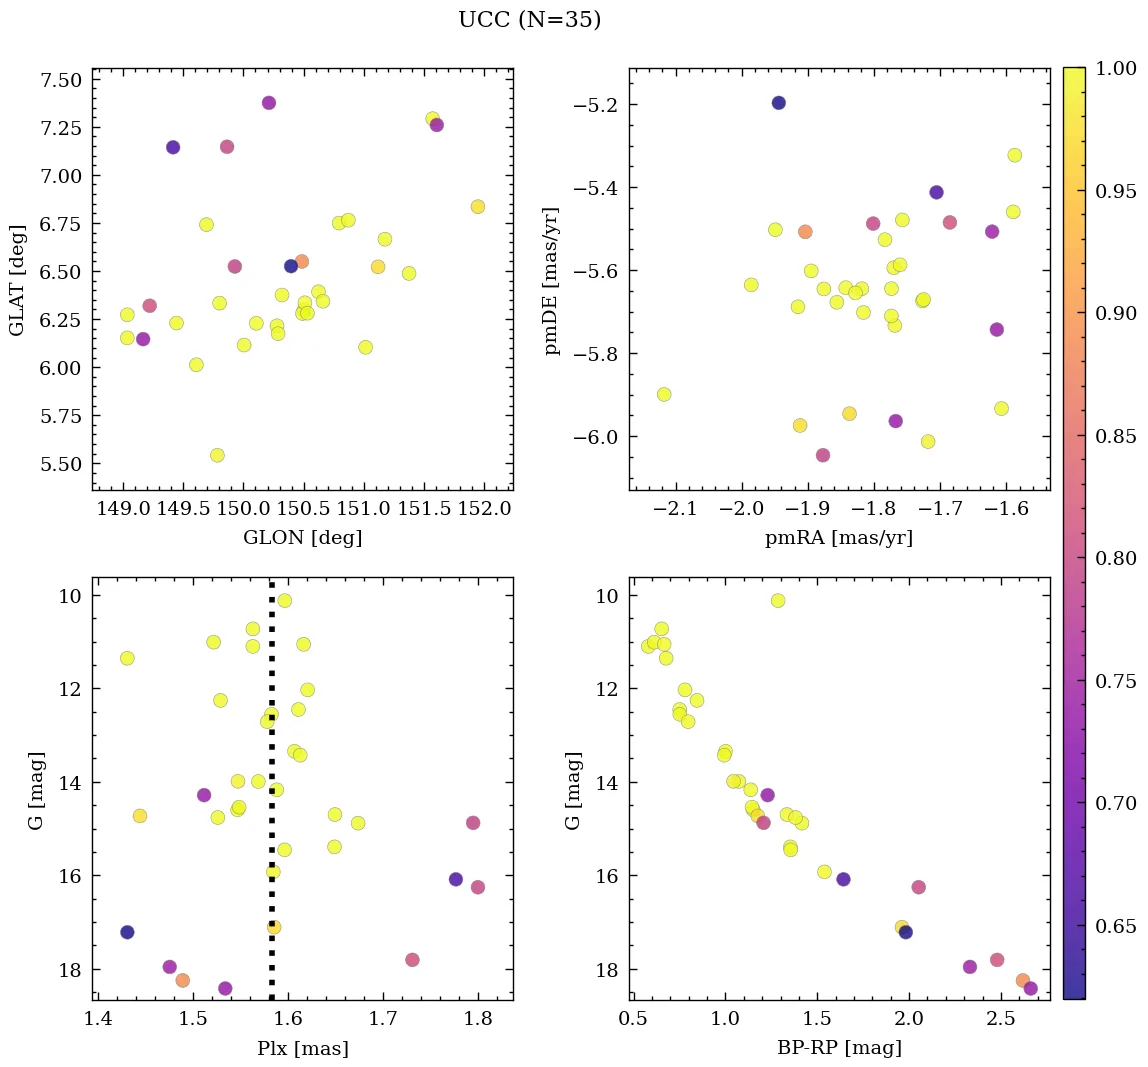 UCC (N=35)
7.50
7.25
7.00
6.75
6.50
6.25
6.00
5.75
5.50
GLAT [deg]
149.0 149.5 150.0 150.5 151.0 151.5 152.0
GLON [deg]
−5.2
−5.4
−5.6
−5.8
−6.0
pmDE [mas/yr]
−2.1 −2.0 −1.9 −1.8 −1.7 −1.6
pmRA [mas/yr]
10
12
14
16
18
G [mag]
1.4 1.5 1.6 1.7 1.8
Plx [mas]
10
12
14
16
18
G [mag]
0.5 1.0 1.5 2.0 2.5
BP-RP [mag]
1.00
0.95
0.90
0.85
0.80
0.75
0.70
0.65